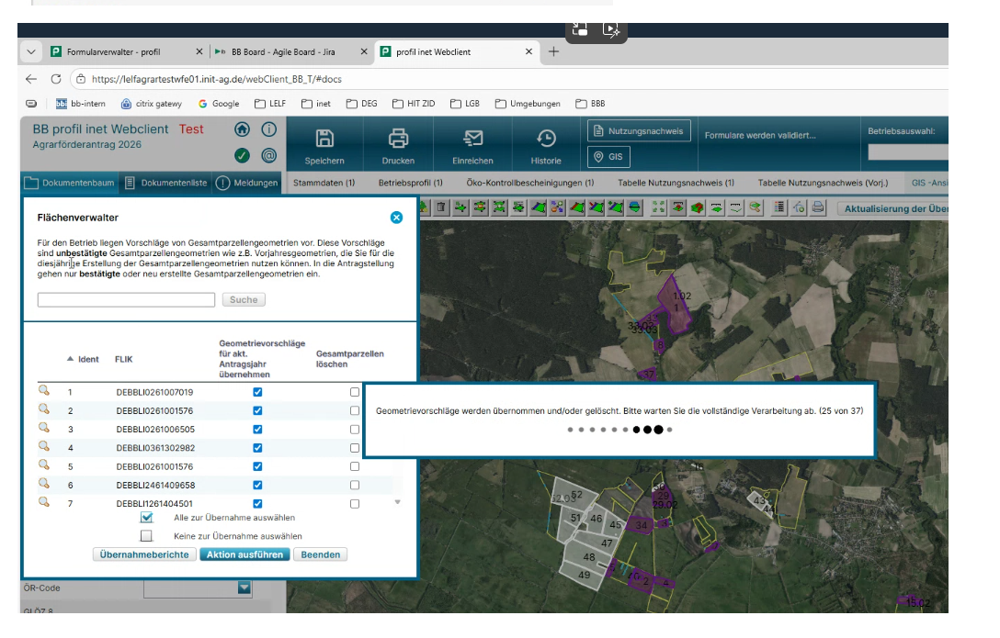 Formularverwalter - profil
BB Board - Agile Board - Jira
profil inet Webclient
https://lelfagrartestwfe01.init-ag.de/webClient_BB_T/#docs
bb-intern
citrix gatewy
Google
LELF
inet
DEG
HIT ZID
LGB
Umgebungen
BBB
BB profil inet Webclient Test
Agrarförderantrag 2026
Speichern
Drucken
Einreichen
Historie
Nutzungsnachweis
GIS
Formulare werden validiert...
Betriebsauswahl:
Dokumentenbaum
Dokumentenliste
Meldungen
Stammdaten (1)
Betriebsprofil (1)
Öko-Kontrollbescheinigungen (1)
Tabelle Nutzungsnachweis (1)
Tabelle Nutzungsnachweis (Vorj.)
GIS -Ansi
Aktualisierung der Über
Flächenverwalter
Für den Betrieb liegen Vorschläge von Gesamtparzellengeometrien vor. Diese Vorschläge
sind unbestätigte Gesamtparzellengeometrien wie z.B. Vorjahresgeometrien, die Sie für die
diesjährige Erstellung der Gesamtparzellengeometrien nutzen können. In die Antragstellung
gehen nur bestätigte oder neu erstellte Gesamtparzellengeometrien ein.
Suche
Ident
FLIK
Geometrievorschläge
für akt.
Antragsjahr
übernehmen
Gesamtparzellen
löschen
1 DEBBLI0261007019
2 DEBBLI0261001576
3 DEBBLI0261006505
4 DEBBLI0361302982
5 DEBBLI0261001576
6 DEBBLI2461409658
7 DEBBLI1261404501
Alle zur Übernahme auswählen
Keine zur Übernahme auswählen
Übernahmeberichte
Aktion ausführen
Beenden
Geometrievorschläge werden übernommen und/oder gelöscht. Bitte warten Sie die vollständige Verarbeitung ab. (25 von 37)
1.02
1
33.03
6
37
52
29
29.02
51
46
45
34
3
43
47
48
49
2
4
15.02
ÖR-Code
GLÖZ 8